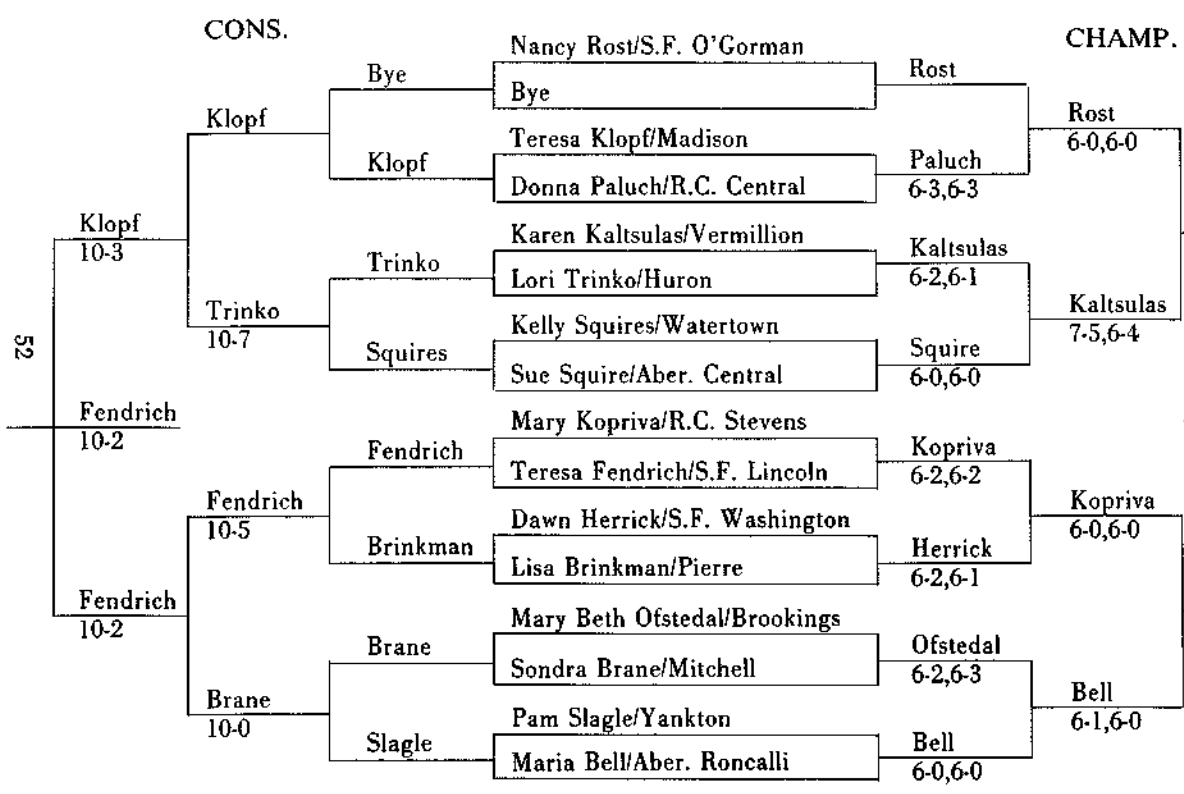 CONS.
CHAMP.
Nancy Rost/S.F. O'Gorman
Bye
Bye
Rost
Klopf
Rost
6-0,6-0
Teresa Klopf/Madison
Klopf
Donna Paluch/R.C. Central
Paluch
6-3,6-3
Klopf
10-3
Karen Kaltsulas/Vermillion
Trinko
Lori Trinko/Huron
Kaltsulas
6-2,6-1
Trinko
10-7
Kaltsulas
7-5,6-4
Kelly Squires/Watertown
Squires
Sue Squire/Aber. Central
Squire
6-0,6-0
52
Fendrich
10-2
Mary Kopriva/R.C. Stevens
Fendrich
Teresa Fendrich/S.F. Lincoln
Kopriva
6-2,6-2
Fendrich
10-5
Kopriva
6-0,6-0
Dawn Herrick/S.F. Washington
Brinkman
Lisa Brinkman/Pierre
Herrick
6-2,6-1
Fendrich
10-2
Mary Beth Ofstedal/Brookings
Brane
Sondra Brane/Mitchell
Ofstedal
6-2,6-3
Brane
10-0
Bell
6-1,6-0
Pam Slagle/Yankton
Slagle
Maria Bell/Aber. Roncalli
Bell
6-0,6-0